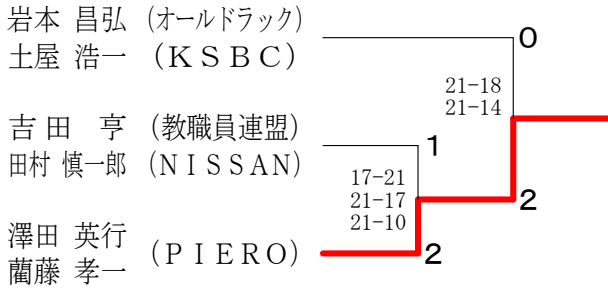 岩本 昌弘 (オールドラック)
土屋 浩一 (KSBC)
0
21-18
21-14
吉田 亨 (教職員連盟)
田村 慎一郎 (NISSAN)
1
17-21
21-17
21-10
2
澤田 英行
藺藤 孝一
(PIERO)
2